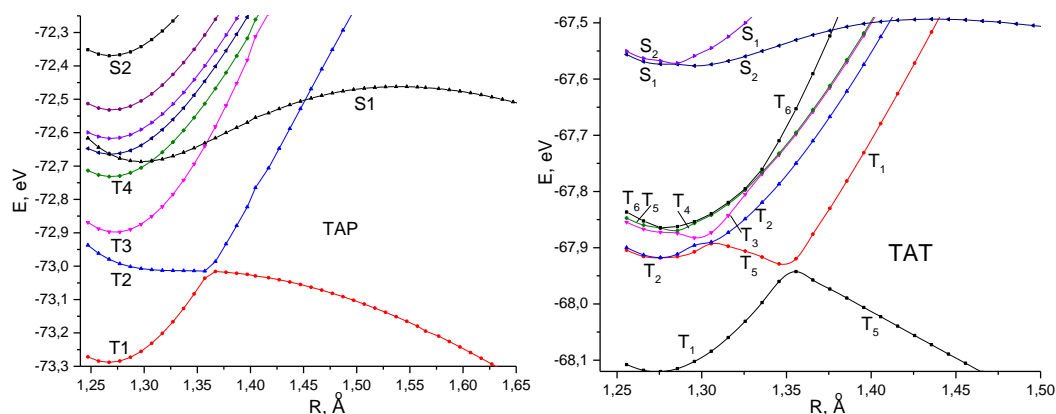 -72,3
-72,4
-72,5
-72,6
-72,7
-72,8
-72,9
-73,0
-73,1
-73,2
-73,3
E, eV
S2
S1
T4
T3
T2
T1
TAP
1,25 1,30 1,35 1,40 1,45 1,50 1,55 1,60 1,65
R, Å
-67,5
-67,6
-67,7
-67,8
-67,9
-68,0
-68,1
E, eV
S2
S1
S1
S2
T6
T1
T6 T5
T4
T2
T3
T2
T5
TAT
T1
T5
1,25 1,30 1,35 1,40 1,45 1,50
R, Å